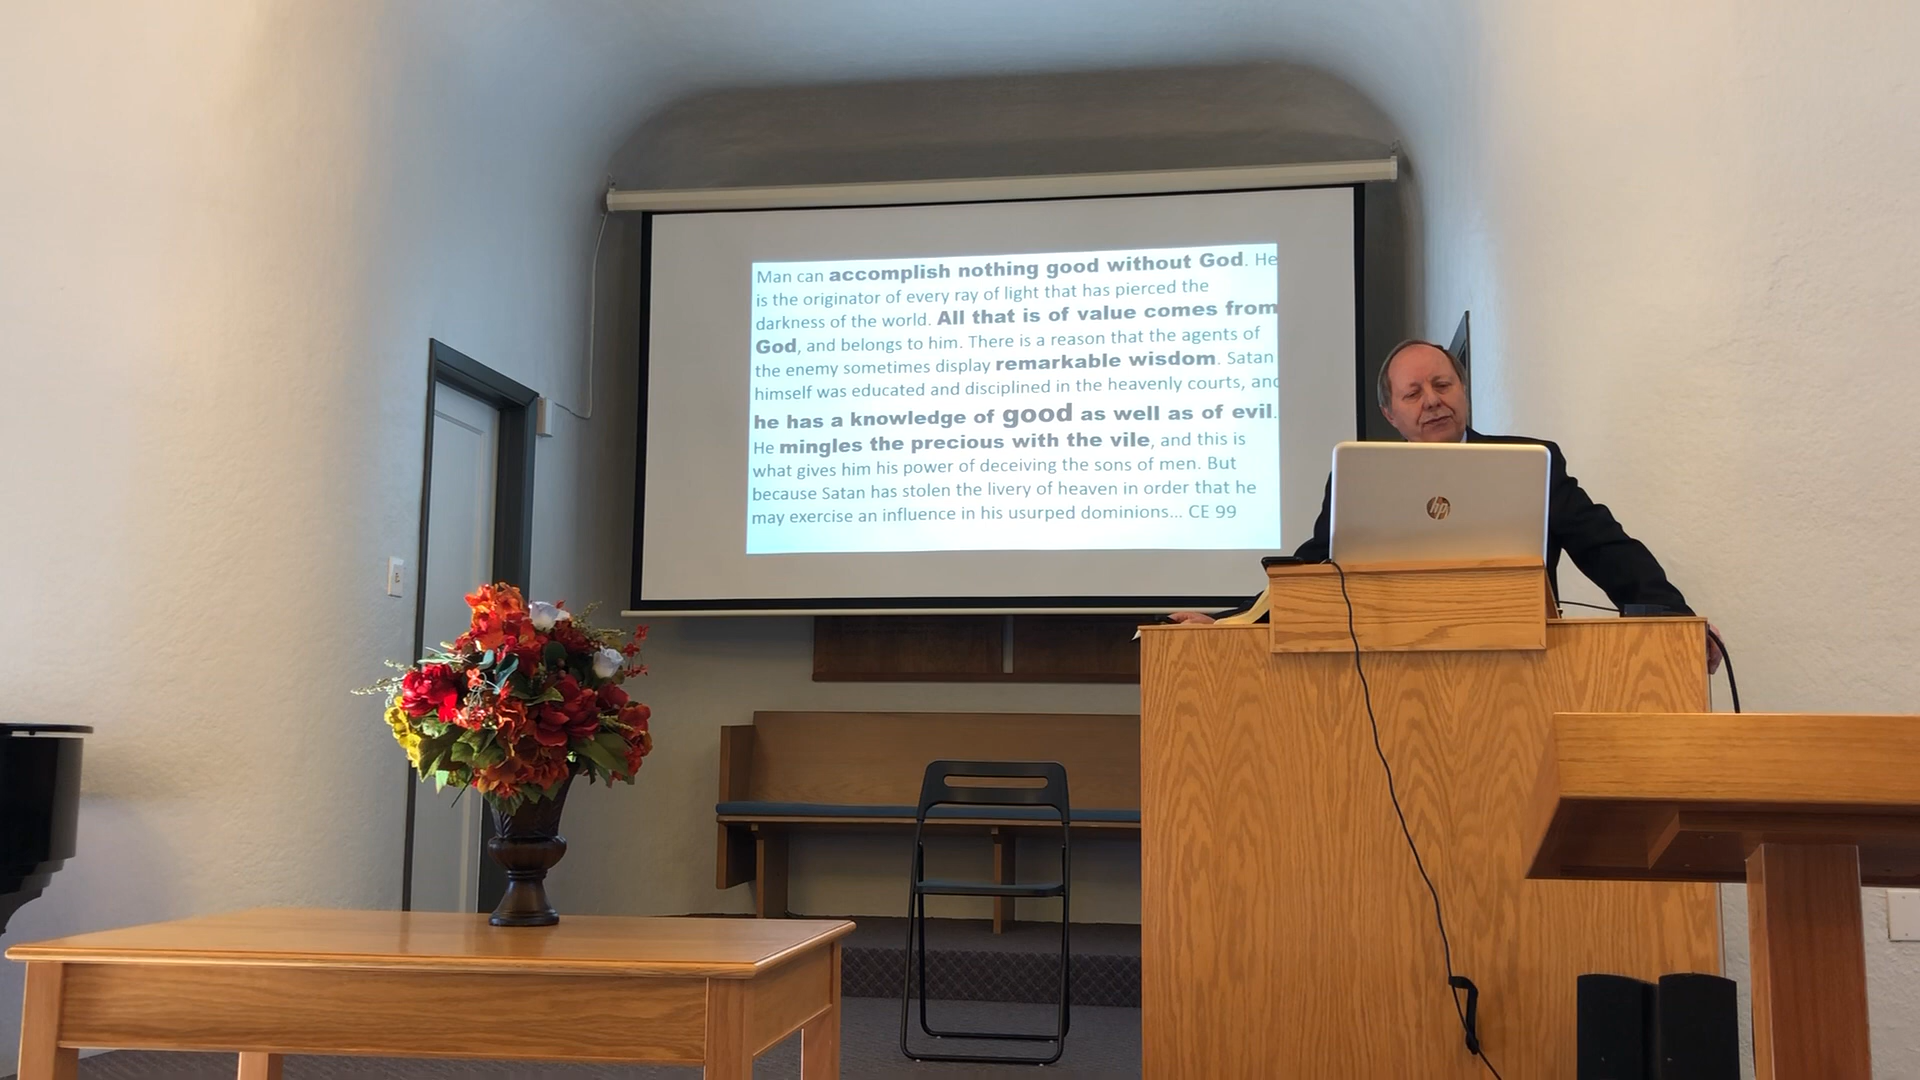 Man can accomplish nothing good without God. He
is the originator of every ray of light that has pierced the
darkness of the world. All that is of value comes from
God, and belongs to him. There is a reason that the agents of
the enemy sometimes display remarkable wisdom. Satan
himself was educated and disciplined in the heavenly courts, and
he has a knowledge of good as well as of evil.
He mingles the precious with the vile, and this is
what gives him his power of deceiving the sons of men. But
because Satan has stolen the livery of heaven in order that he
may exercise an influence in his usurped dominions... CE 99
hp